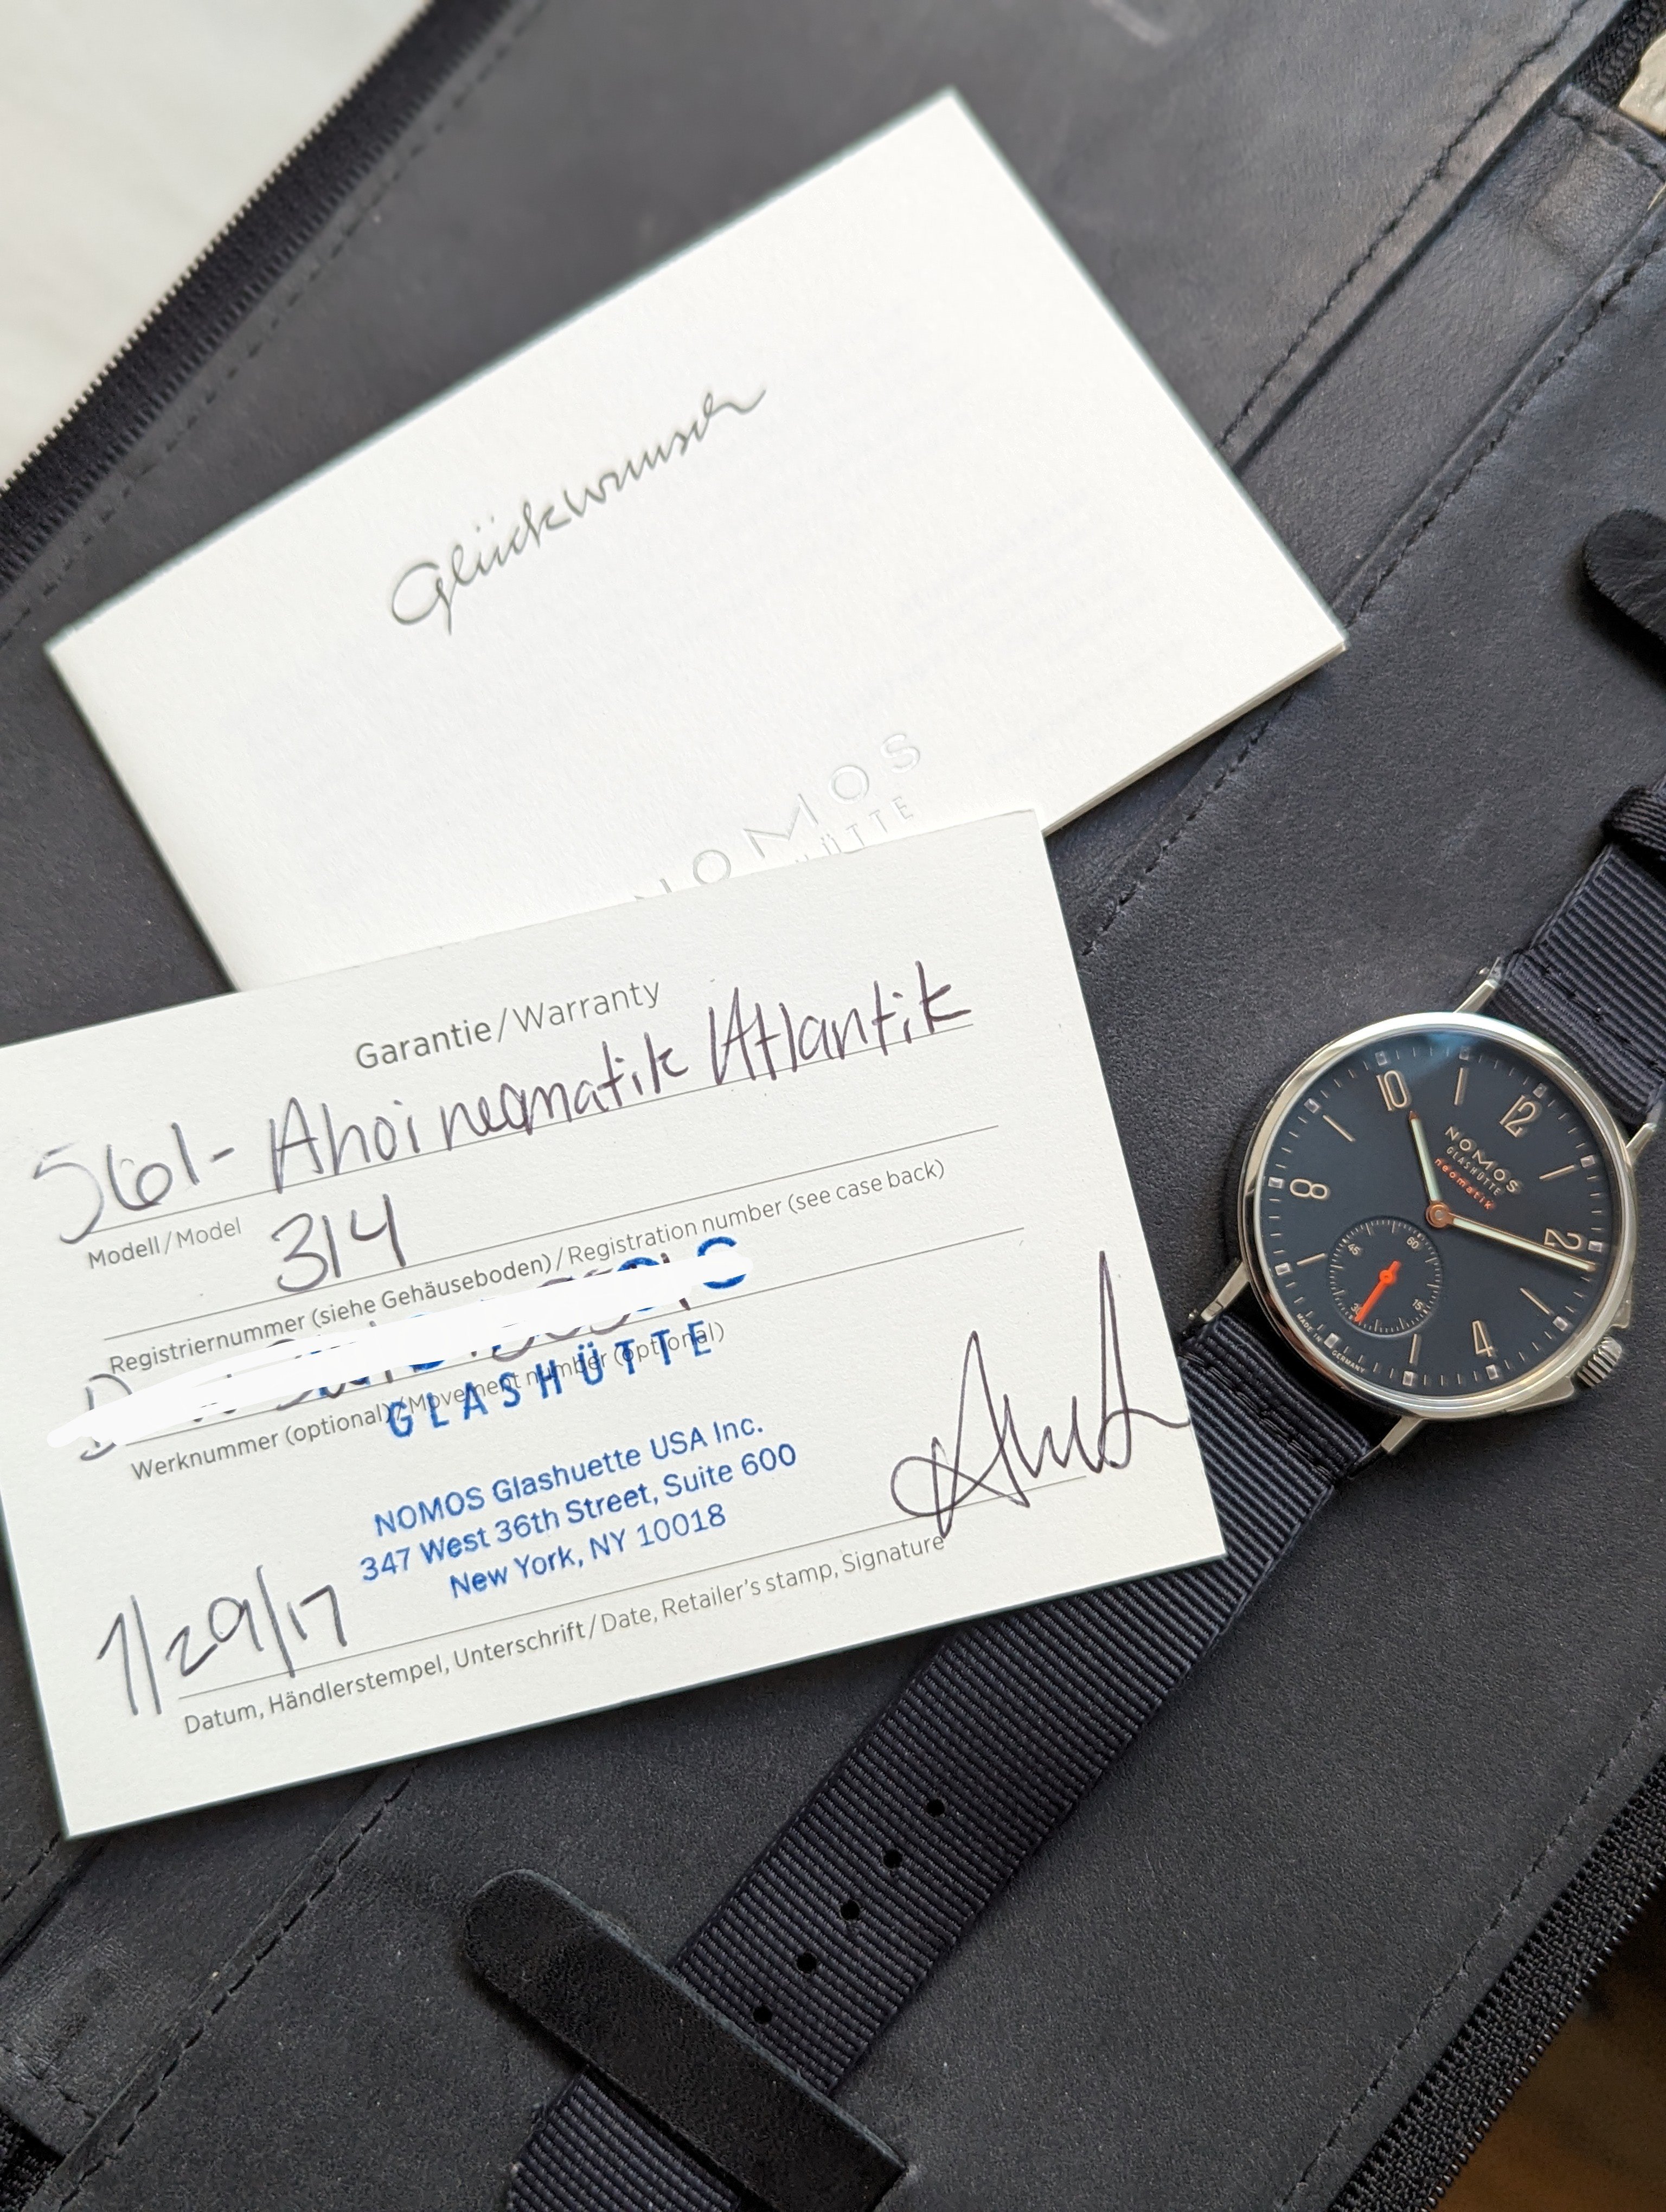 Glückwunsch
NOMOS
ÜTTE
Garantie/Warranty
561- Ahoi neomatik Atlantik
Modell/Model
314
Registriernummer (siehe Gehäuseboden)/Registration number (see case back)
Werknummer (optional)/Movement number (optional)
GLASHÜTTE
NOMOS Glashuette USA Inc.
347 West 36th Street, Suite 600
New York, NY 10018
7/29/17
Datum, Händlerstempel, Unterschrift/Date, Retailer's stamp, Signature
10 12
NOMOS
GLASHÜTTE
neomatik
8 2
60
45 15
30
4
MADE IN GERMANY